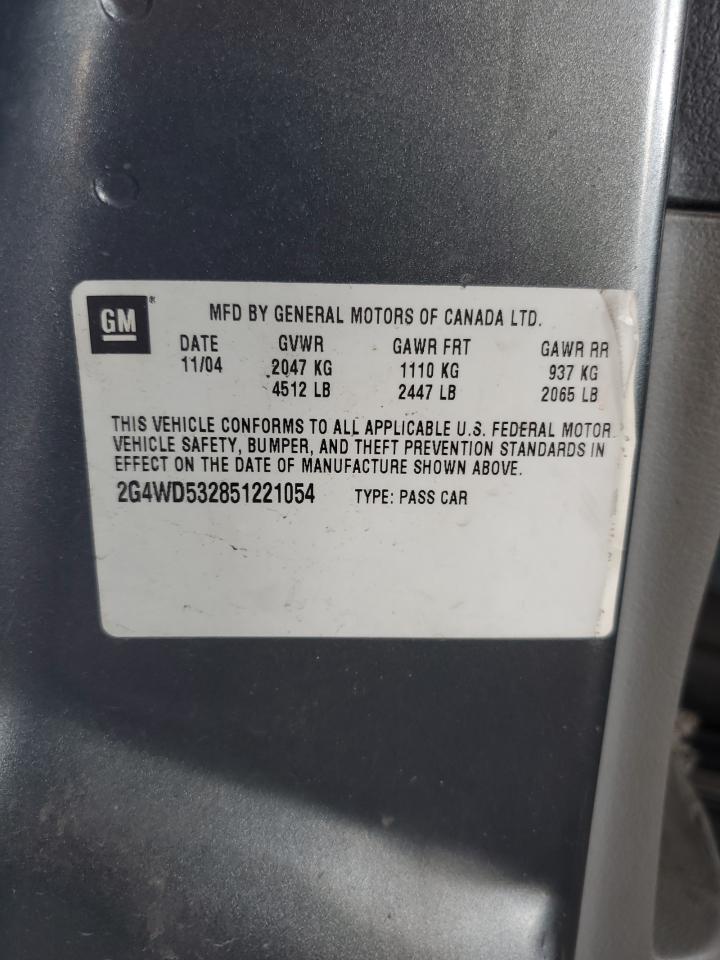 GM®
MFD BY GENERAL MOTORS OF CANADA LTD.
DATE GVWR GAWR FRT GAWR RR
11/04 2047 KG 1110 KG 937 KG
4512 LB 2447 LB 2065 LB
THIS VEHICLE CONFORMS TO ALL APPLICABLE U.S. FEDERAL MOTOR
VEHICLE SAFETY, BUMPER, AND THEFT PREVENTION STANDARDS IN
EFFECT ON THE DATE OF MANUFACTURE SHOWN ABOVE.
2G4WD532851221054 TYPE: PASS CAR